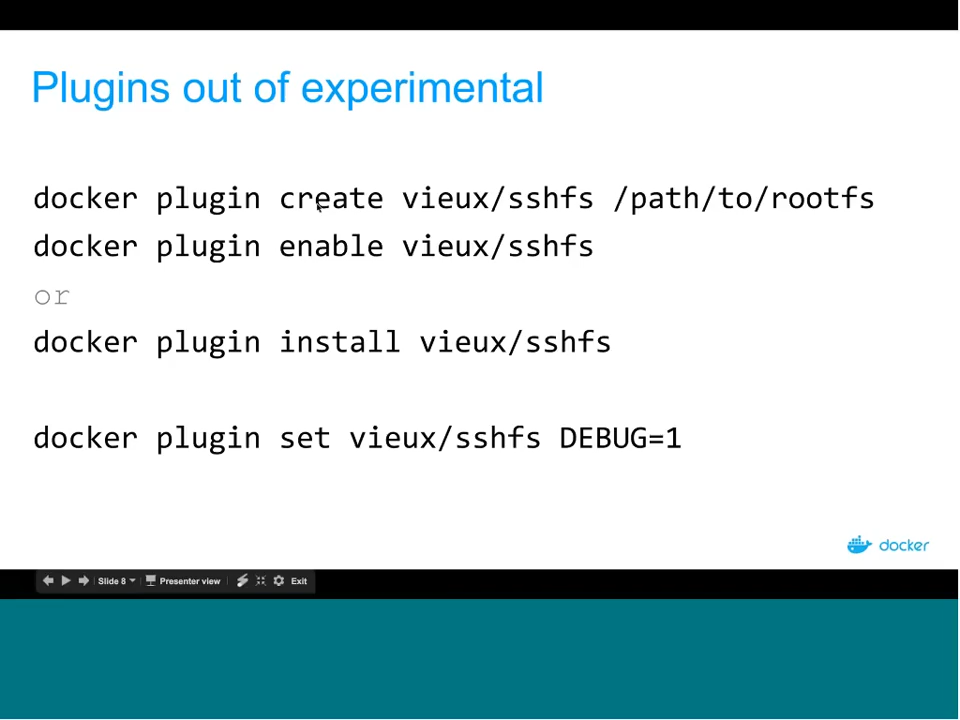 Plugins out of experimental
docker plugin create vieux/sshfs /path/to/rootfs
docker plugin enable vieux/sshfs
or
docker plugin install vieux/sshfs
docker plugin set vieux/sshfs DEBUG=1
docker
Slide 8 Presenter view Exit